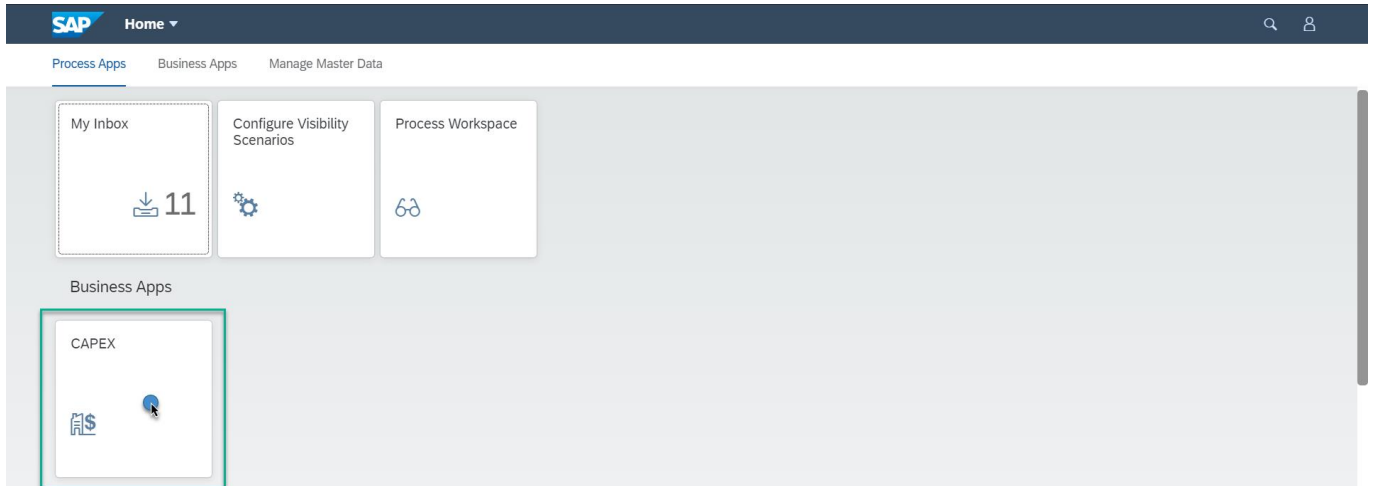 SAP Home
Process Apps Business Apps Manage Master Data
My Inbox
Configure Visibility
Scenarios
Process Workspace
11
Business Apps
CAPEX
$